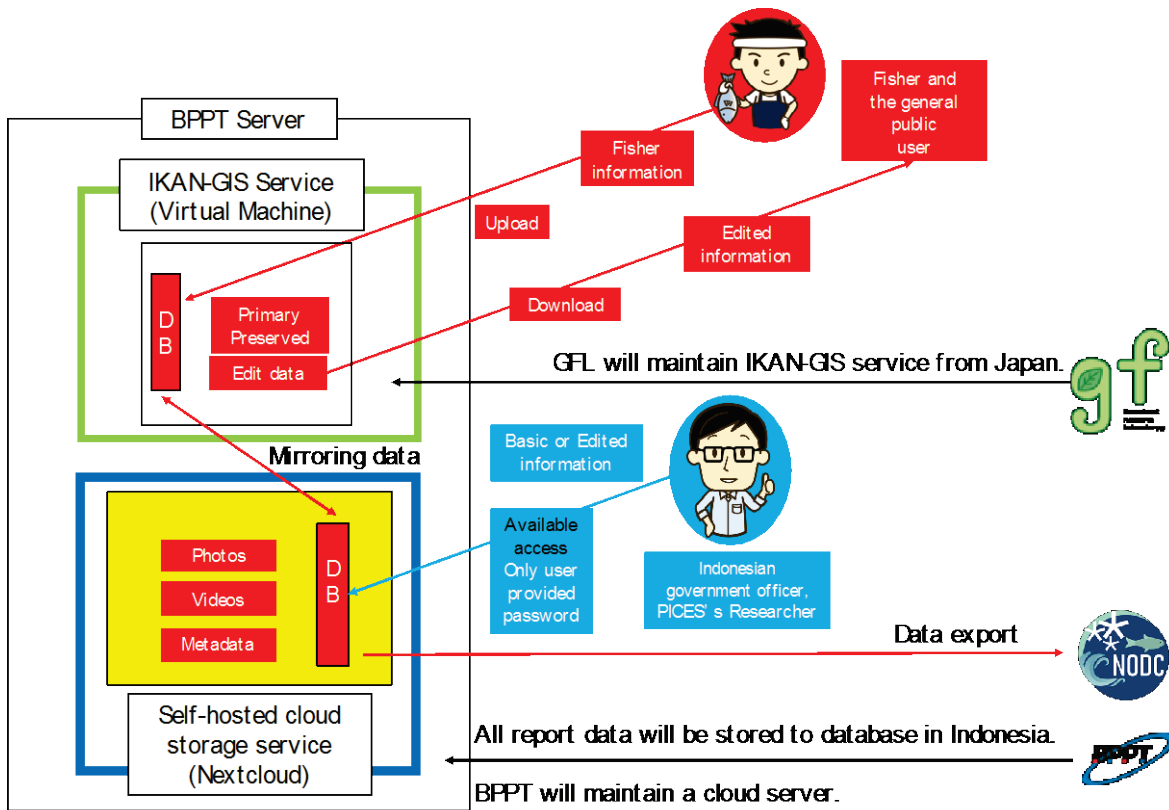 BPPT Server
IKAN-GIS Service
(Virtual Machine)
D
B
Primary
Preserved
Edit data
Upload
Fisher
information
Fisher and
the general
public
user
Edited
information
Download
GFL will maintain IKAN-GIS service from Japan.
gf
Mirroring data
Basic or Edited
information
Available
access
Only user
provided
password
Indonesian
government officer,
PICES' s Researcher
Photos
Videos
Metadata
D
B
Data export
NODC
Self-hosted cloud
storage service
(Nextcloud)
All report data will be stored to database in Indonesia.
BPPT
BPPT will maintain a cloud server.